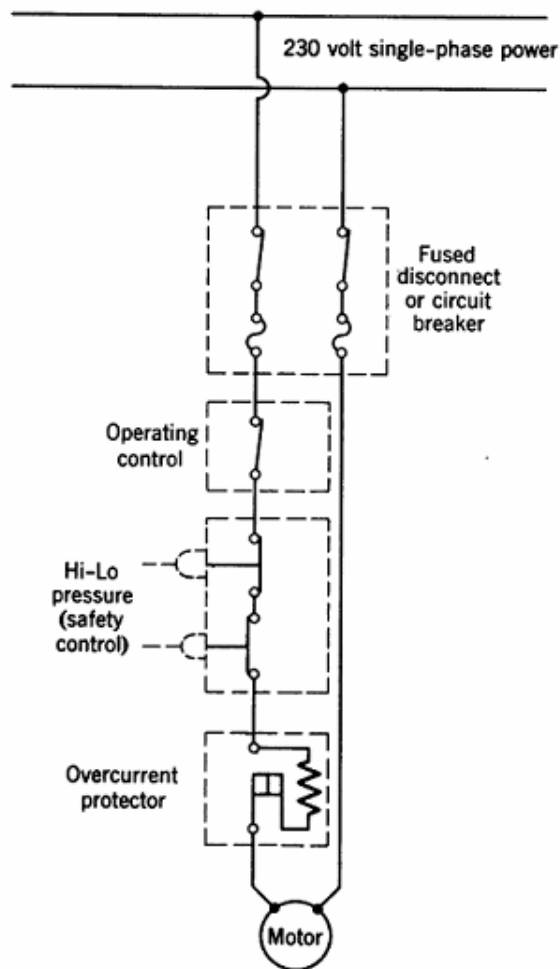 230 volt single-phase power
Fused
disconnect
or circuit
breaker
Operating
control
Hi-Lo
pressure
(safety
control)
Overcurrent
protector
Motor